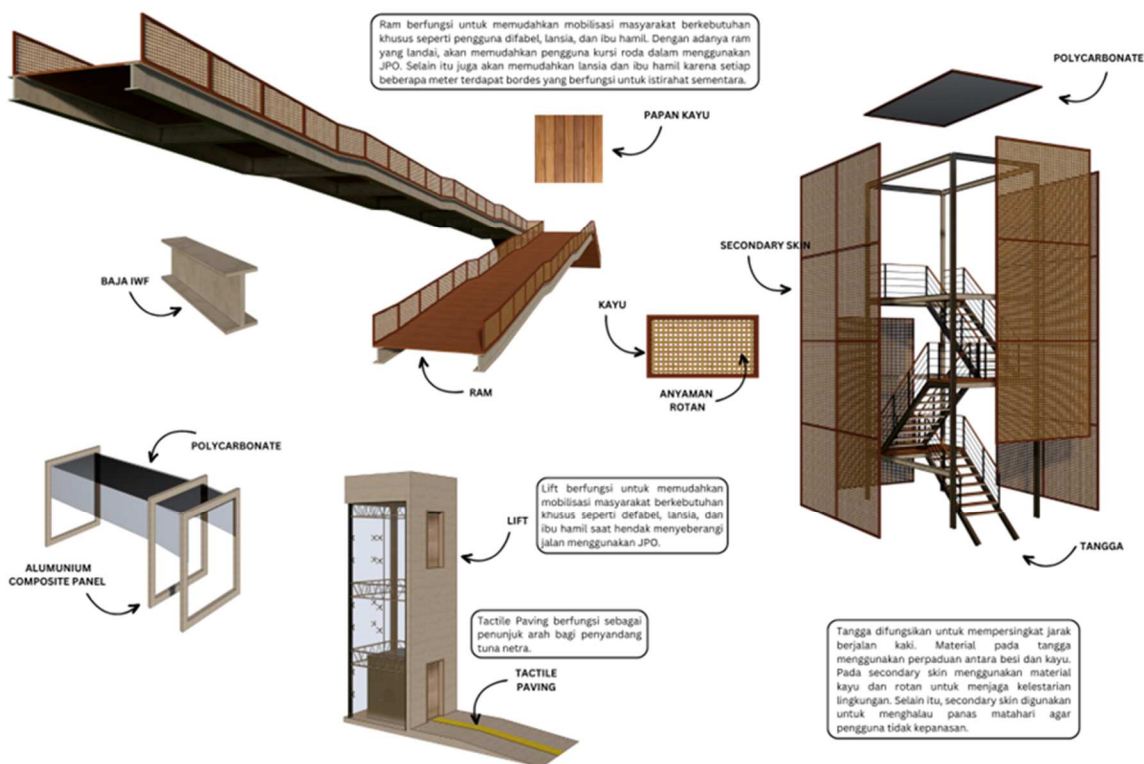 Ram berfungsi untuk memudahkan mobilisasi masyarakat berkebutuhan
khusus seperti pengguna difabel, lansia, dan ibu hamil. Dengan adanya ram
yang landai, akan memudahkan pengguna kursi roda dalam menggunakan
JPO. Selain itu juga akan memudahkan lansia dan ibu hamil karena setiap
beberapa meter terdapat bordes yang berfungsi untuk istirahat sementara.
POLYCARBONATE
PAPAN KAYU
SECONDARY SKIN
BAJA IWF
KAYU
RAM
ANYAMAN
ROTAN
POLYCARBONATE
Lift berfungsi untuk memudahkan
mobilisasi masyarakat berkebutuhan
khusus seperti defabel, lansia, dan
ibu hamil saat hendak menyeberangi
jalan menggunakan JPO.
LIFT
TANGGA
ALUMUNIUM
COMPOSITE PANEL
Tactile Paving berfungsi sebagai
penunjuk arah bagi penyandang
tuna netra.
TACTILE
PAVING
Tangga difungsikan untuk mempersingkat jarak
berjalan kaki. Material pada tangga
menggunakan perpaduan antara besi dan kayu.
Pada secondary skin menggunakan material
kayu dan rotan untuk menjaga kelestarian
lingkungan. Selain itu, secondary skin digunakan
untuk menghalau panas matahari agar
pengguna tidak kepanasan.